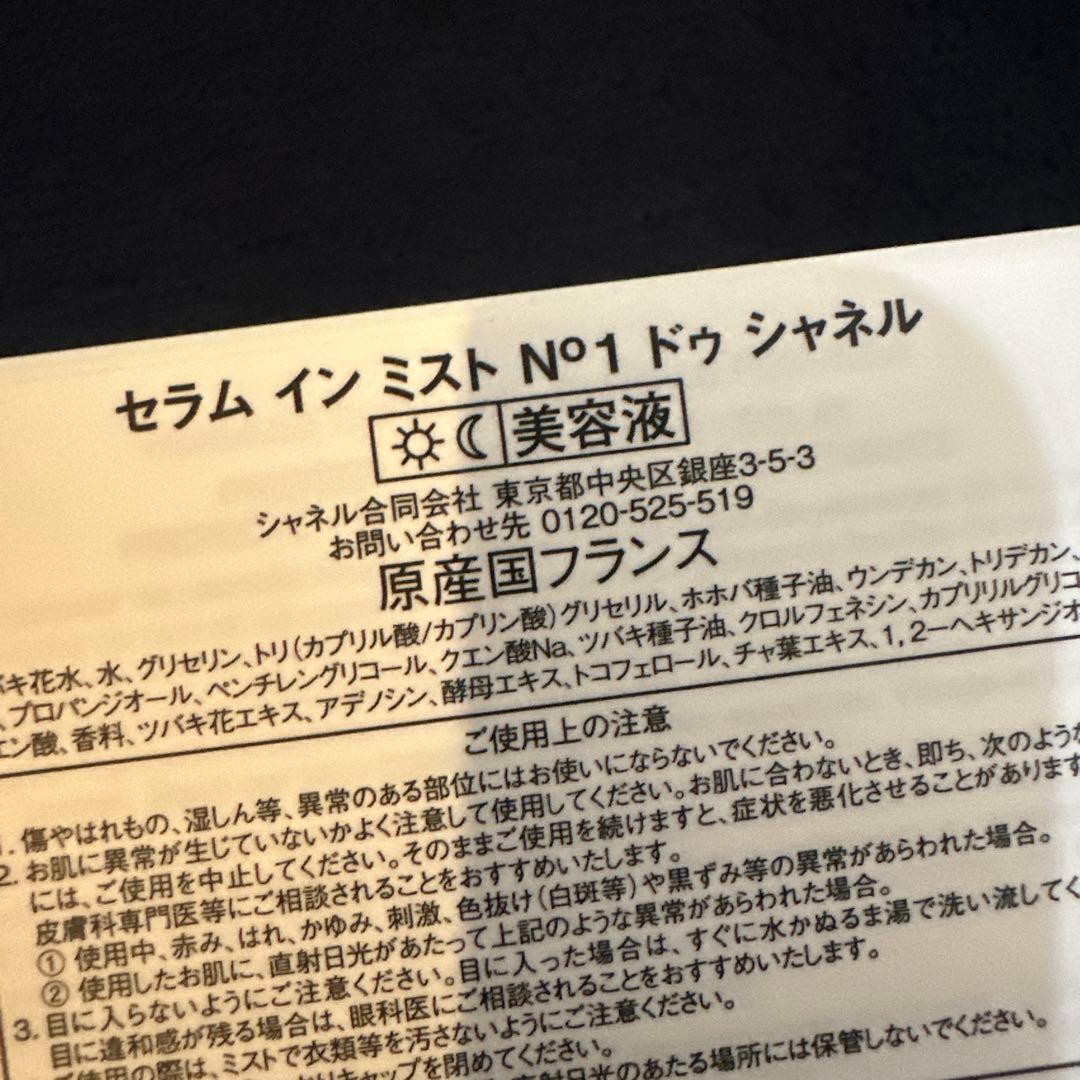 セラム イン ミスト Nº1 ドゥ シャネル
美容液
シャネル合同会社 東京都中央区銀座3-5-3
お問い合わせ先 0120-525-519
原産国フランス
キ花水、水、グリセリン、トリ(カプリル酸/カプリン酸)グリセリル、ホホバ種子油、ウンデカン、トリデカン、
、プロパンジオール、ペンチレングリコール、クエン酸Na、ツバキ種子油、クロルフェネシン、カプリリルグリコ
エン酸、香料、ツバキ花エキス、アデノシン、酵母エキス、トコフェロール、チャ葉エキス、1,2-ヘキサンジオ
ご使用上の注意
1. 傷やはれもの、湿しん等、異常のある部位にはお使いにならないでください。
2. お肌に異常が生じていないかよく注意して使用してください。お肌に合わないとき、即ち、次のような
には、ご使用を中止してください。そのままご使用を続けますと、症状を悪化させることがあります
皮膚科専門医等にご相談されることをおすすめいたします。
① 使用中、赤み、はれ、かゆみ、刺激、色抜け(白斑等)や黒ずみ等の異常があらわれた場合。
② 使用したお肌に、直射日光があたって上記のような異常があらわれた場合。
3. 目に入らないようにご注意ください。目に入った場合は、すぐに水かぬるま湯で洗い流してく
目に違和感が残る場合は、眼科医にご相談されることをおすすめいたします。
ご使用の際は、ミストで衣類等を汚さないようにご注意ください。
キャップを閉めてください。
直射日光のあたる場所には保管しないでください。